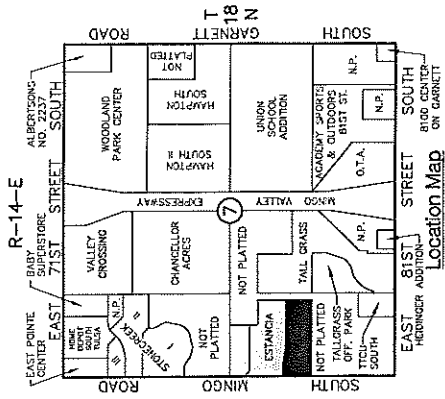 R-14-E
EAST POINTE
CENTER
BABY
SUPERSTORE
ALBERTSONS
NO. 2237
EAST 71ST STREET SOUTH
HOME
DEPOT
SOUTH
TULSA
N.P.
III
II
STONECREEK
I
VALLEY
CROSSING
WOODLAND
PARK CENTER
CHANCELLOR
ACRES
HAMPTON
SOUTH II
HAMPTON
SOUTH
NOT
PLATTED
NOT
PLATTED
EXPRESSWAY
7
MINGO VALLEY
NOT PLATTED
UNION
SCHOOL
ADDITION
ESTANCIA
TALL GRASS
NOT PLATTED
TALLGRASS
OFF. PARK
TTCU
SOUTH
N.P.
O.T.A.
ACADEMY SPORTS
& OUTDOORS
81ST ST.
N.P.
N.P.
SOUTH MINGO ROAD
SOUTH GARNETT ROAD
T
18
N
EAST 81ST STREET SOUTH
HEDINGER ADDITION
8100 CENTER
ON GARNETT
Location Map